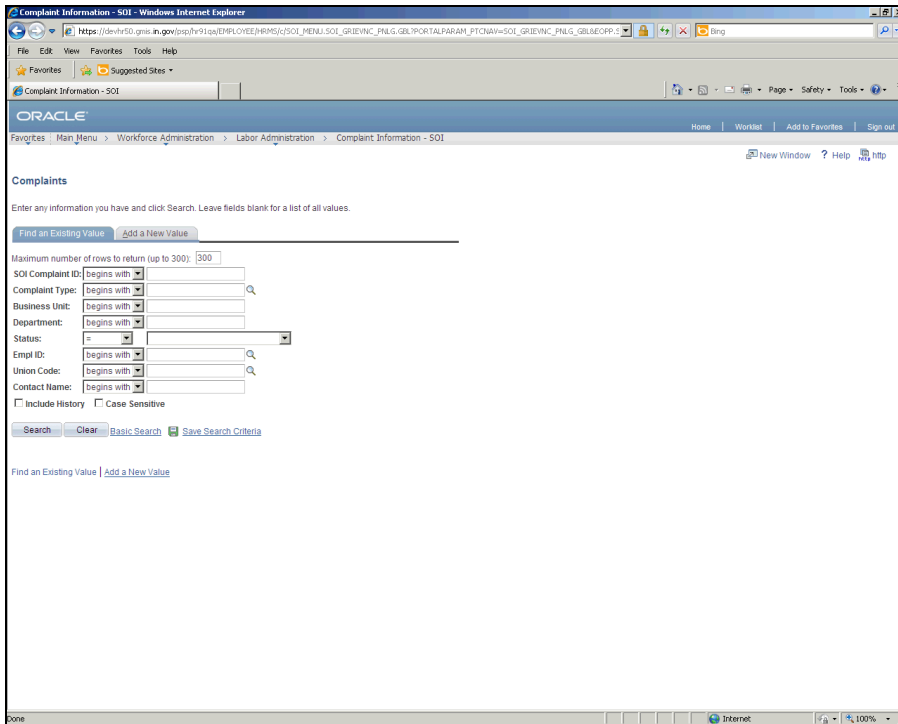 Complaint Information - SOI - Windows Internet Explorer
https://devhr50.gmis.in.gov/psp/hr91qa/EMPLOYEE/HRMS/c/SOI_MENU.SOI_GRIEVNC_PNLG.GBL?PORTALPARAM_PTCNAV=SOI_GRIEVNC_PNLG_GBL&EOPP.S Bing
File Edit View Favorites Tools Help
Favorites Suggested Sites
Complaint Information - SOI Page Safety Tools
ORACLE
Home | Worklist | Add to Favorites | Sign out
Favorites Main Menu > Workforce Administration > Labor Administration > Complaint Information - SOI
New Window ? Help http
Complaints
Enter any information you have and click Search. Leave fields blank for a list of all values.
Find an Existing Value Add a New Value
Maximum number of rows to return (up to 300): 300
SOI Complaint ID: begins with
Complaint Type: begins with
Business Unit: begins with
Department: begins with
Status: =
Empl ID: begins with
Union Code: begins with
Contact Name: begins with
Include History Case Sensitive
Search Clear Basic Search Save Search Criteria
Find an Existing Value | Add a New Value
Done Internet 100%